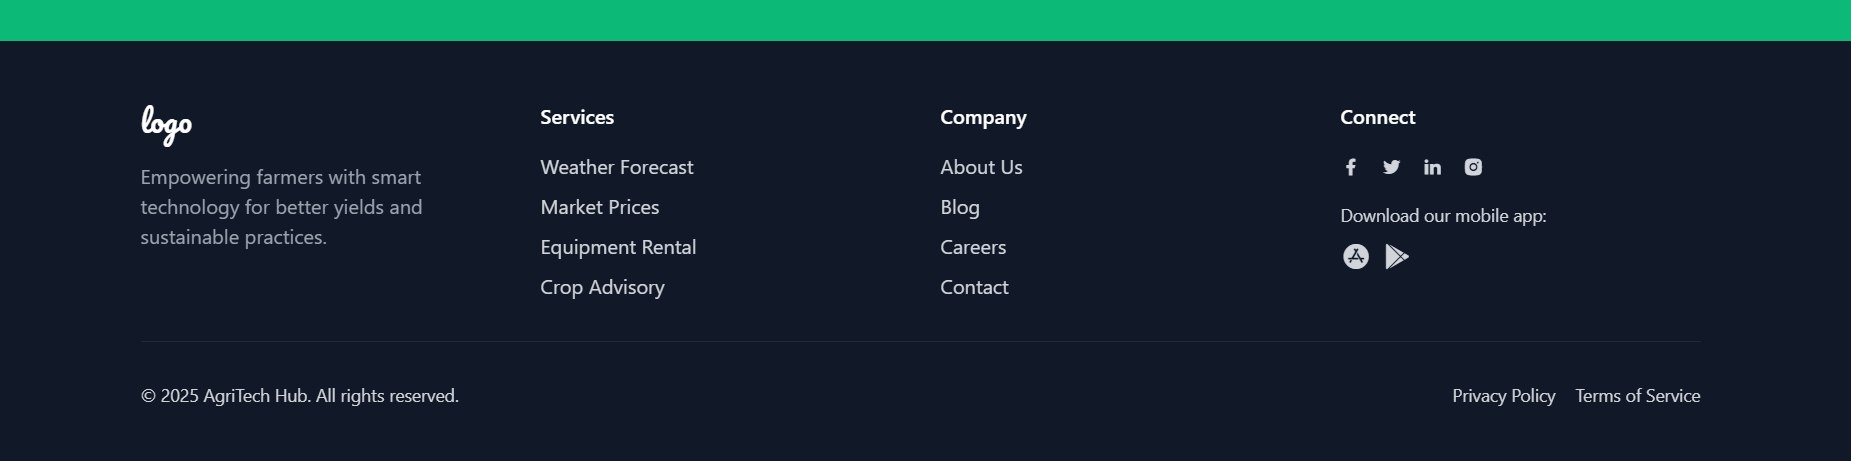 logo
Empowering farmers with smart
technology for better yields and
sustainable practices.
Services
Weather Forecast
Market Prices
Equipment Rental
Crop Advisory
Company
About Us
Blog
Careers
Contact
Connect
Download our mobile app:
© 2025 AgriTech Hub. All rights reserved.
Privacy Policy Terms of Service